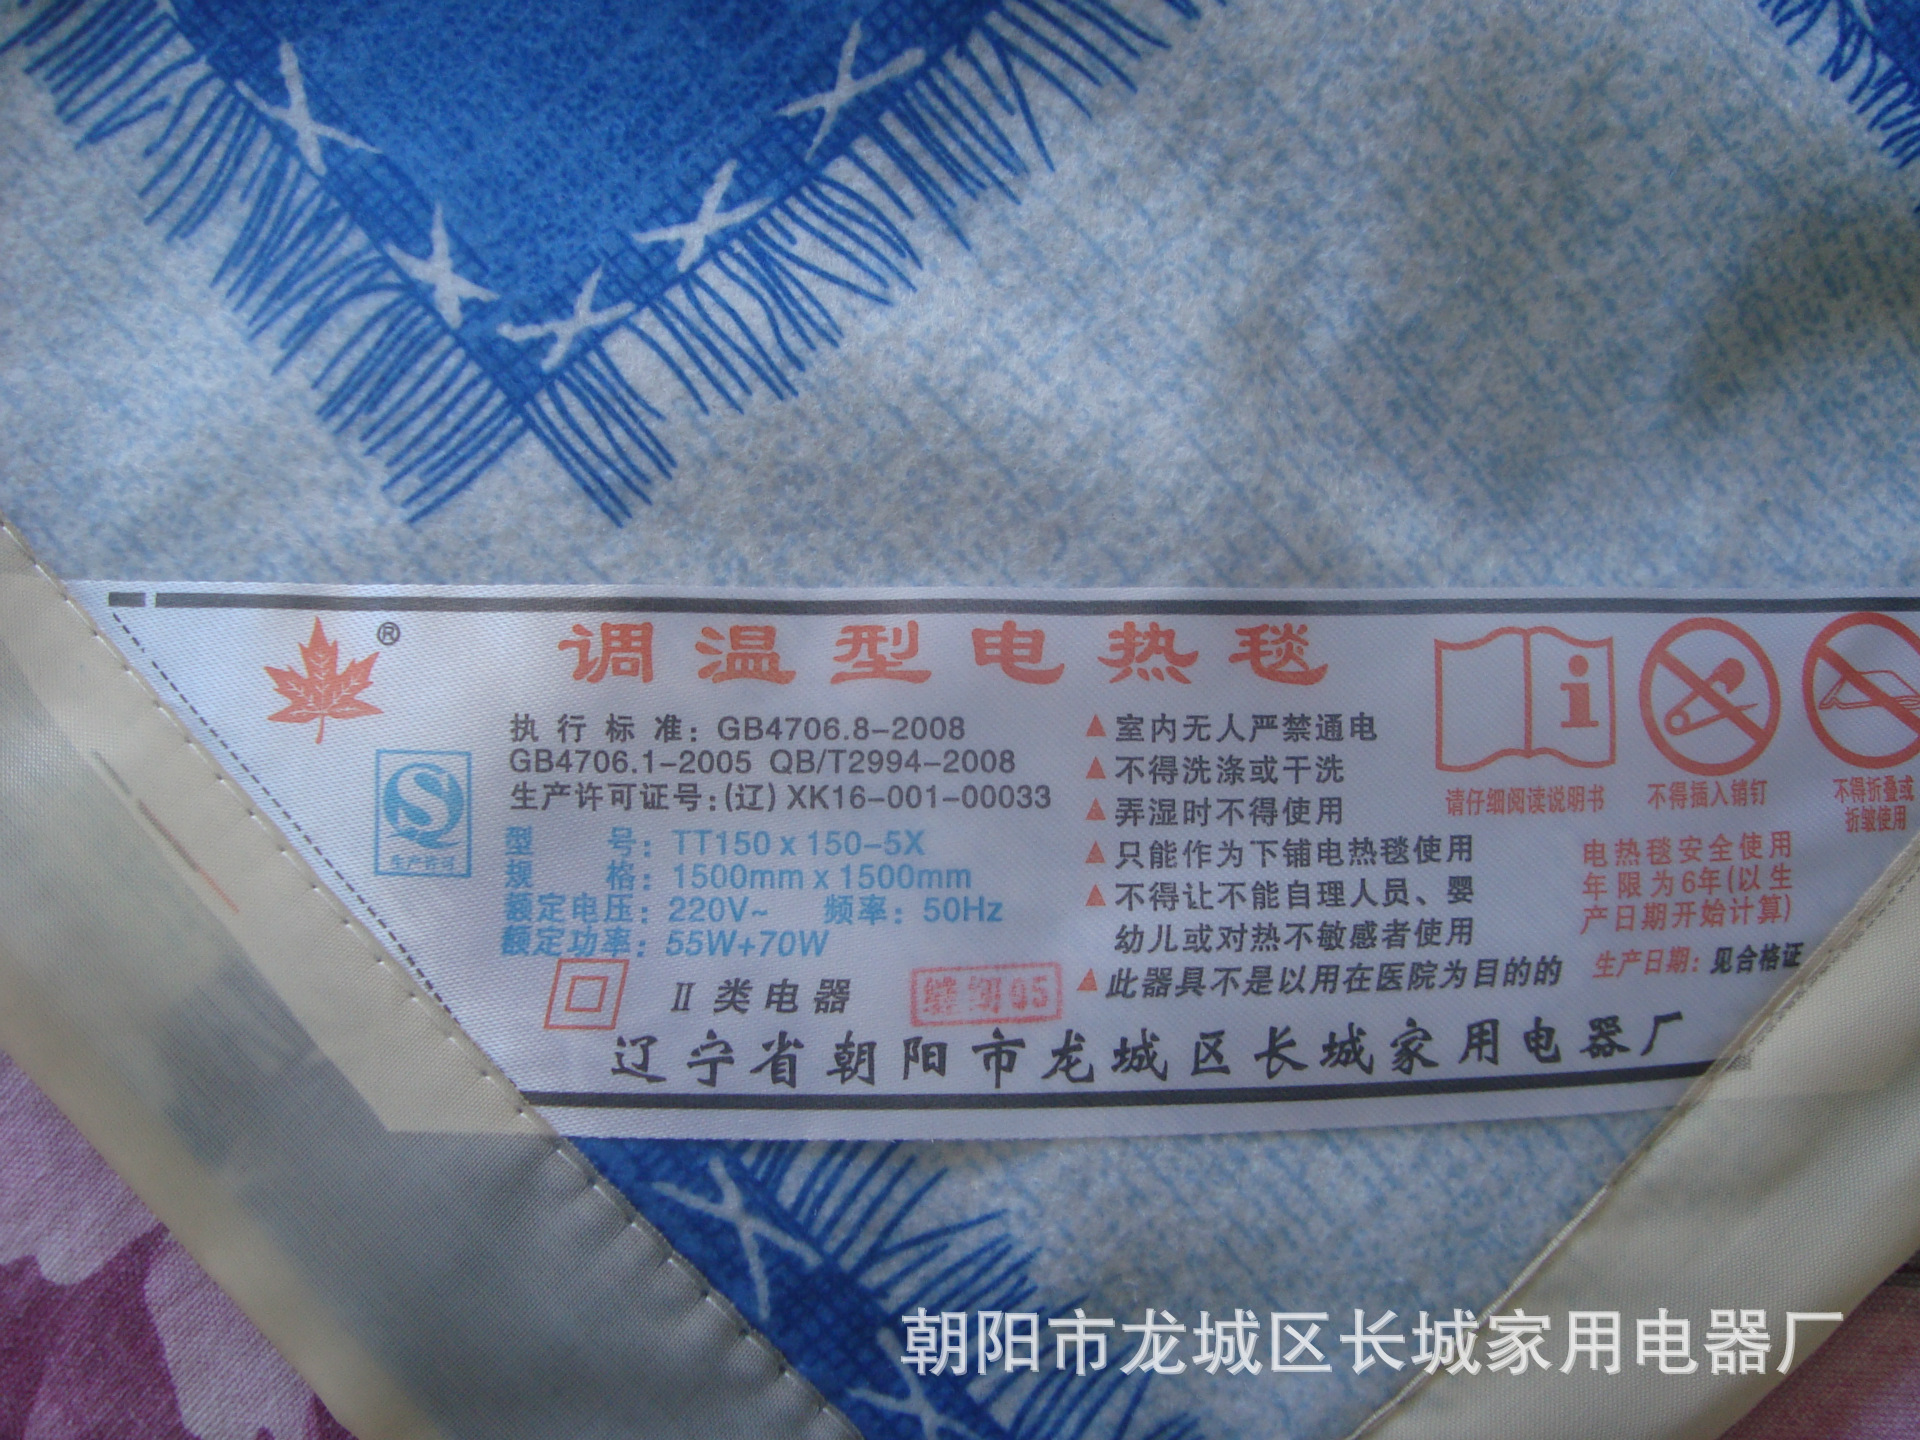 ®
调温型电热毯
执行标准：GB4706.8-2008
GB4706.1-2005 QB/T2994-2008
生产许可证号：(辽) XK16-001-00033
型号：TT150 x 150-5X
规格：1500mm x 1500mm
额定电压：220V~ 频率：50Hz
额定功率：55W+70W
II 类电器
S
生产许可
▲室内无人严禁通电
▲不得洗涤或干洗
▲弄湿时不得使用
▲只能作为下铺电热毯使用
▲不得让不能自理人员、婴
幼儿或对热不敏感者使用
▲此器具不是以用在医院为目的的
i
请仔细阅读说明书
不得插入销钉
不得折叠或
折皱使用
电热毯安全使用
年限为6年(以生
产日期开始计算)
生产日期：见合格证
05
辽宁省朝阳市龙城区长城家用电器厂
朝阳市龙城区长城家用电器厂